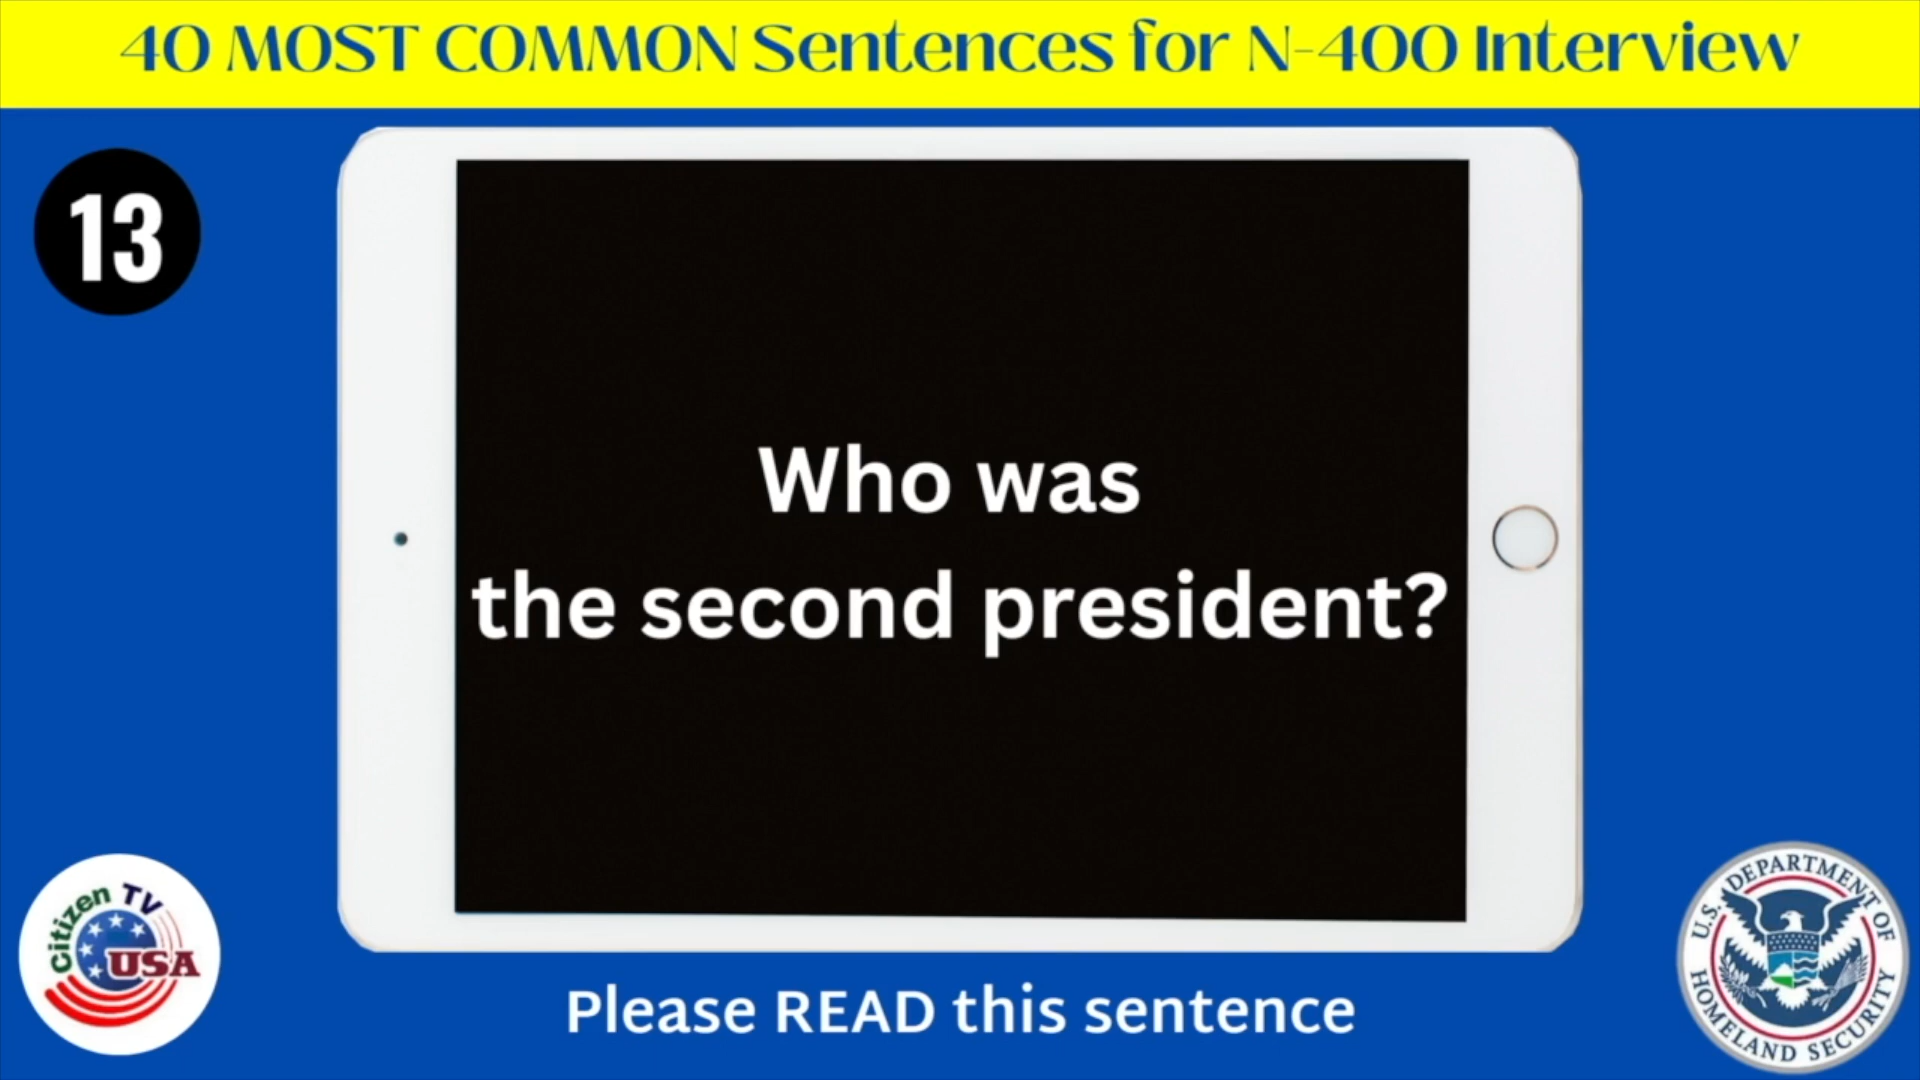 40 MOST COMMON Sentences for N-400 Interview
13
Who was
the second president?
Citizen TV
USA
U.S. DEPARTMENT OF
HOMELAND SECURITY
Please READ this sentence